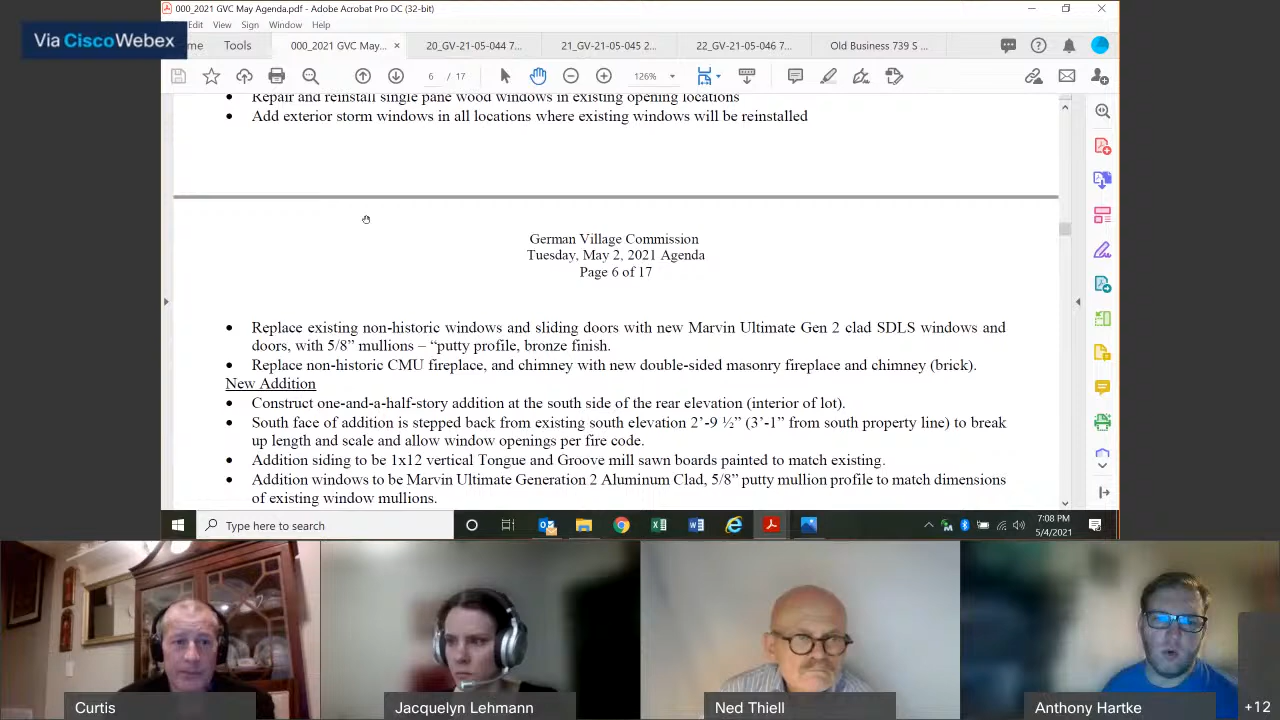 000_2021 GVC May Agenda.pdf - Adobe Acrobat Pro DC (32-bit)
Via Cisco Webex
Edit View Sign Window Help
me Tools 000_2021 GVC May... × 20_GV-21-05-044 7... 21_GV-21-05-045 2... 22_GV-21-05-046 7... ld Business_739 S ...
6 / 17 126%
• Repair and reinstall single pane wood windows in existing opening locations
• Add exterior storm windows in all locations where existing windows will be reinstalled
German Village Commission
Tuesday, May 2, 2021 Agenda
Page 6 of 17
• Replace existing non-historic windows and sliding doors with new Marvin Ultimate Gen 2 clad SDLS windows and
doors, with 5/8” mullions – “putty profile, bronze finish.
• Replace non-historic CMU fireplace, and chimney with new double-sided masonry fireplace and chimney (brick).
New Addition
• Construct one-and-a-half-story addition at the south side of the rear elevation (interior of lot).
• South face of addition is stepped back from existing south elevation 2’-9 ½” (3’-1” from south property line) to break
up length and scale and allow window openings per fire code.
• Addition siding to be 1x12 vertical Tongue and Groove mill sawn boards painted to match existing.
• Addition windows to be Marvin Ultimate Generation 2 Aluminum Clad, 5/8” putty mullion profile to match dimensions
of existing window mullions.
Type here to search
7:08 PM
5/4/2021
Curtis
Jacquelyn Lehmann
Ned Thiell
Anthony Hartke
+12